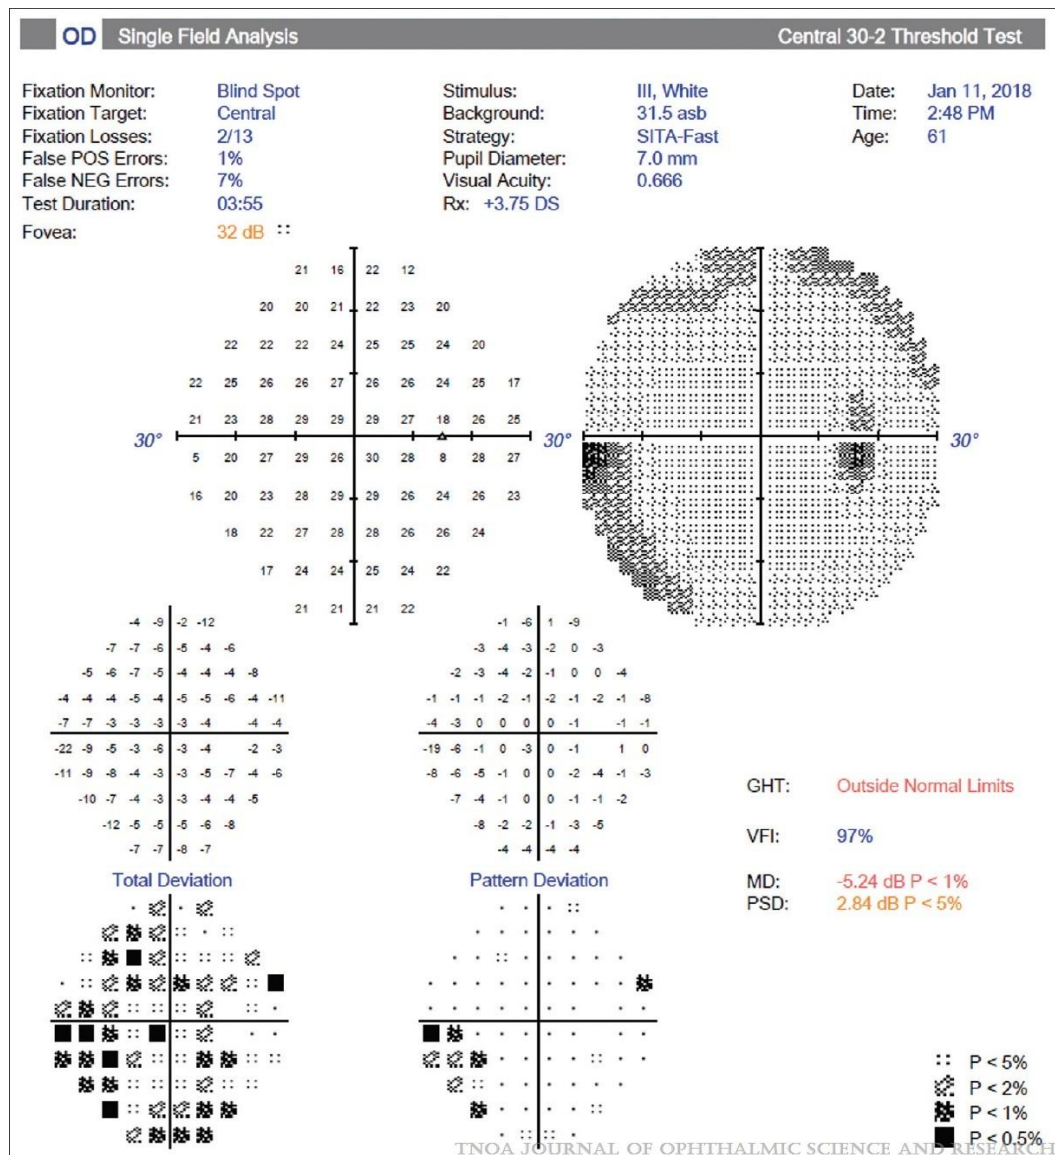 OD Single Field Analysis Central 30-2 Threshold Test
Fixation Monitor: Blind Spot Stimulus: III, White Date: Jan 11, 2018
Fixation Target: Central Background: 31.5 asb Time: 2:48 PM
Fixation Losses: 2/13 Strategy: SITA-Fast Age: 61
False POS Errors: 1% Pupil Diameter: 7.0 mm
False NEG Errors: 7% Visual Acuity: 0.666
Test Duration: 03:55 Rx: +3.75 DS
Fovea: 32 dB
21 16 22 12
20 20 21 22 23 20
22 22 22 24 25 25 24 20
22 25 26 26 27 26 26 24 25 17
21 23 28 29 29 29 27 18 26 25
30° 30° 30°
5 20 27 29 26 30 28 8 28 27
16 20 23 28 29 29 26 24 26 23
18 22 27 28 28 26 26 24
17 24 24 25 24 22
21 21 21 22
-4 -9 -2 -12 -1 -6 1 -9
-7 -7 -6 -5 -4 -6 -3 -4 -3 -2 0 -3
-5 -6 -7 -5 -4 -4 -4 -8 -2 -3 -4 -2 -1 0 0 -4
-4 -4 -4 -5 -4 -5 -5 -6 -4 -11 -1 -1 -1 -2 -1 -2 -1 -2 -1 -8
-7 -7 -3 -3 -3 -3 -4 -4 -4 -4 -3 0 0 0 0 -1 -1 -1
-22 -9 -5 -3 -6 -3 -4 -2 -3 -19 -6 -1 0 -3 0 -1 1 0
-11 -9 -8 -4 -3 -3 -5 -7 -4 -6 -8 -6 -5 -1 0 0 -2 -4 -1 -3
-10 -7 -4 -3 -3 -4 -4 -5 -7 -4 -1 0 0 -1 -1 -2
-12 -5 -5 -5 -6 -8 -8 -2 -2 -1 -3 -5
-7 -7 -8 -7 -4 -4 -4 -4
GHT: Outside Normal Limits
VFI: 97%
Total Deviation Pattern Deviation
MD: -5.24 dB P < 1%
PSD: 2.84 dB P < 5%
P < 5%
P < 2%
P < 1%
P < 0.5%
TNOA JOURNAL OF OPHTHALMIC SCIENCE AND RESEARCH